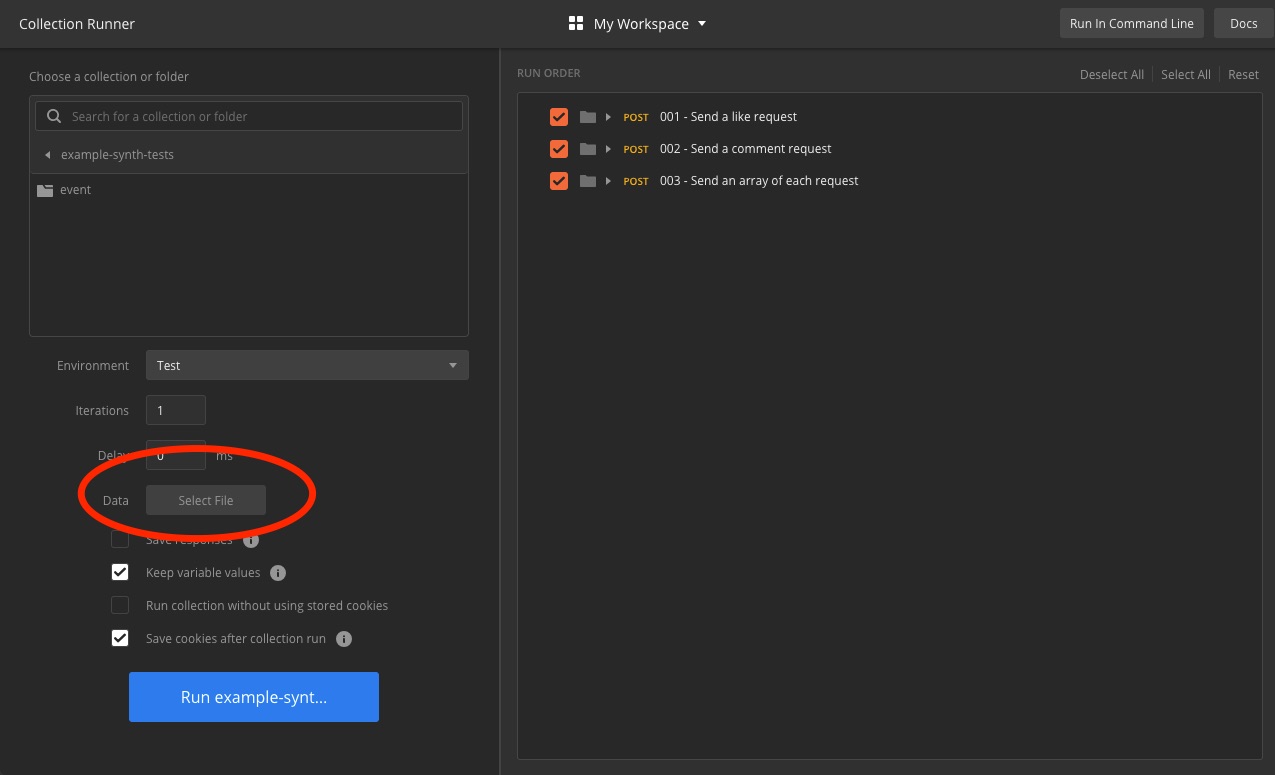 Collection Runner
My Workspace
Run In Command Line
Docs
Choose a collection or folder
Search for a collection or folder
example-synth-tests
event
Environment
Test
Iterations
1
Delay
0
ms
Data
Select File
Save responses
Keep variable values
Run collection without using stored cookies
Save cookies after collection run
Run example-synt...
RUN ORDER
Deselect All
Select All
Reset
POST 001 - Send a like request
POST 002 - Send a comment request
POST 003 - Send an array of each request